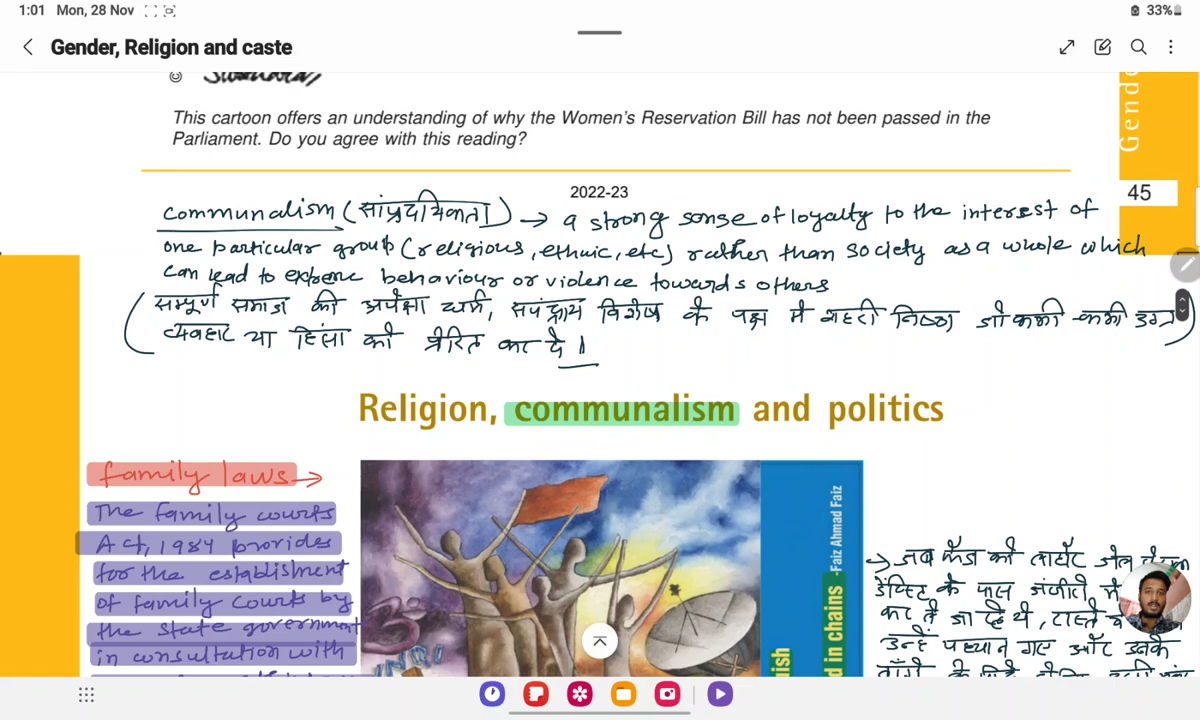 1:01 Mon, 28 Nov
33%
Gender, Religion and caste
This cartoon offers an understanding of why the Women's Reservation Bill has not been passed in the
Parliament. Do you agree with this reading?
Gende
2022-23
45
communalism (सांप्रदायिकता) → a strong sense of loyalty to the interest of
one particular group (religious, ethnic, etc) rather than society as a whole which
can lead to extreme behaviour or violence towards others
(सम्पूर्ण समाज की अपेक्षा धर्म, संप्रदाय विशेष के पक्ष में गहरी निष्ठा जो कभी कभी उग्र
व्यवहार या हिंसा को प्रेरित कर दे।)
Religion, communalism and politics
family laws →
The family courts
Act, 1984 provides
for the establisment
of family courts by
the state government
in consultation with
-Faiz Ahmad Faiz
d in chains
ish
→ जब फैज को लाहौर जेल से
डेंटिस्ट के पास जंजीरों में
कर ले जा रहे थे, रास्ते में
उन्हें पहचान गए और उनके